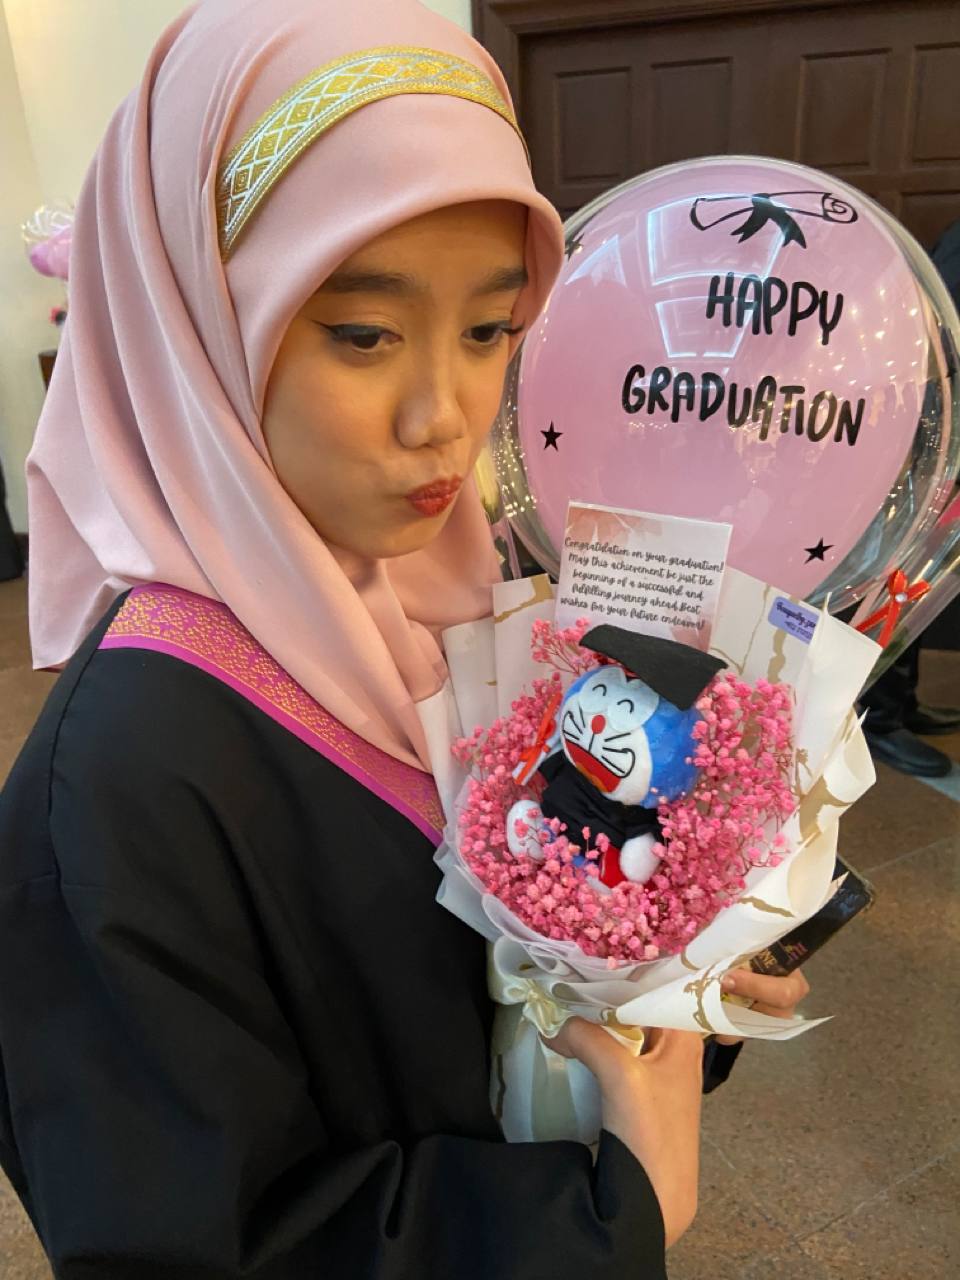 HAPPY
GRADUATION
Congratulation on your graduation!
May this achievement be just the
beginning of a successful and
fulfilling journey ahead. Best
wishes for your future endeavor!